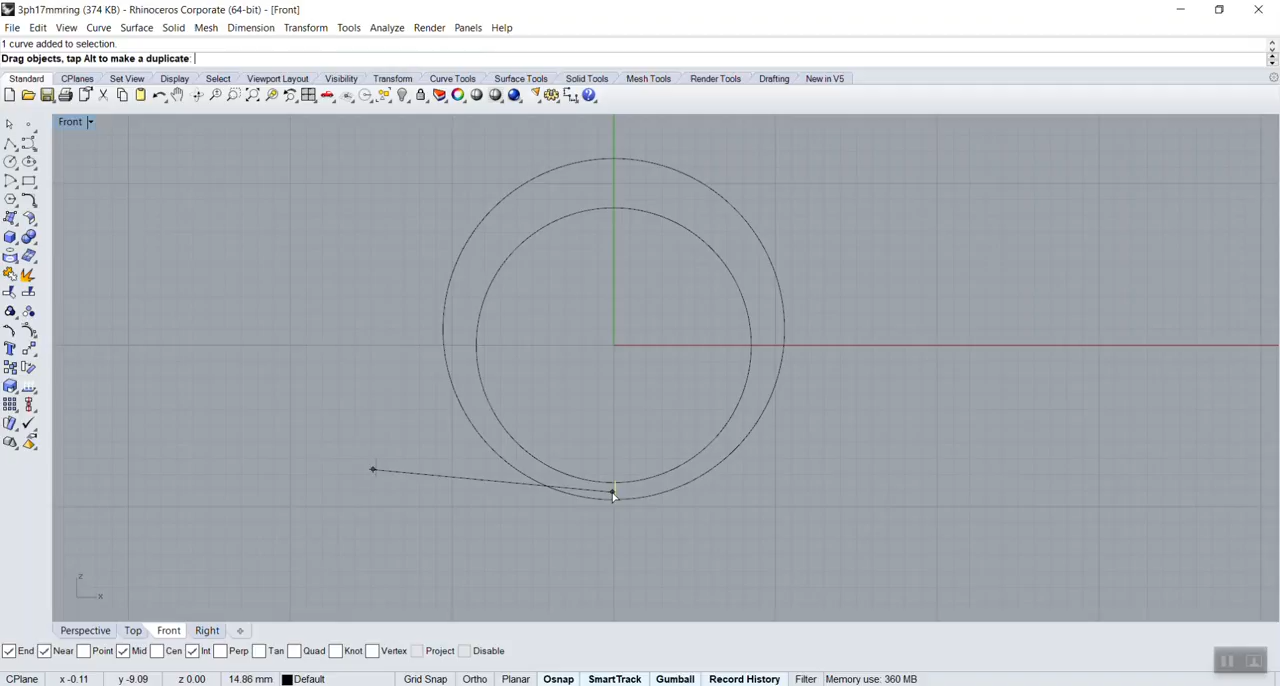 3ph17mmring (374 KB) - Rhinoceros Corporate (64-bit) - [Front]
File Edit View Curve Surface Solid Mesh Dimension Transform Tools Analyze Render Panels Help
1 curve added to selection.
Drag objects, tap Alt to make a duplicate:
Standard CPlanes Set View Display Select Viewport Layout Visibility Transform Curve Tools Surface Tools Solid Tools Mesh Tools Render Tools Drafting New in V5
Front
z
x
Perspective Top Front Right
End Near Point Mid Cen Int Perp Tan Quad Knot Vertex Project Disable
CPlane x -0.11 y -9.09 z 0.00 14.86 mm Default Grid Snap Ortho Planar Osnap SmartTrack Gumball Record History Filter Memory use: 360 MB